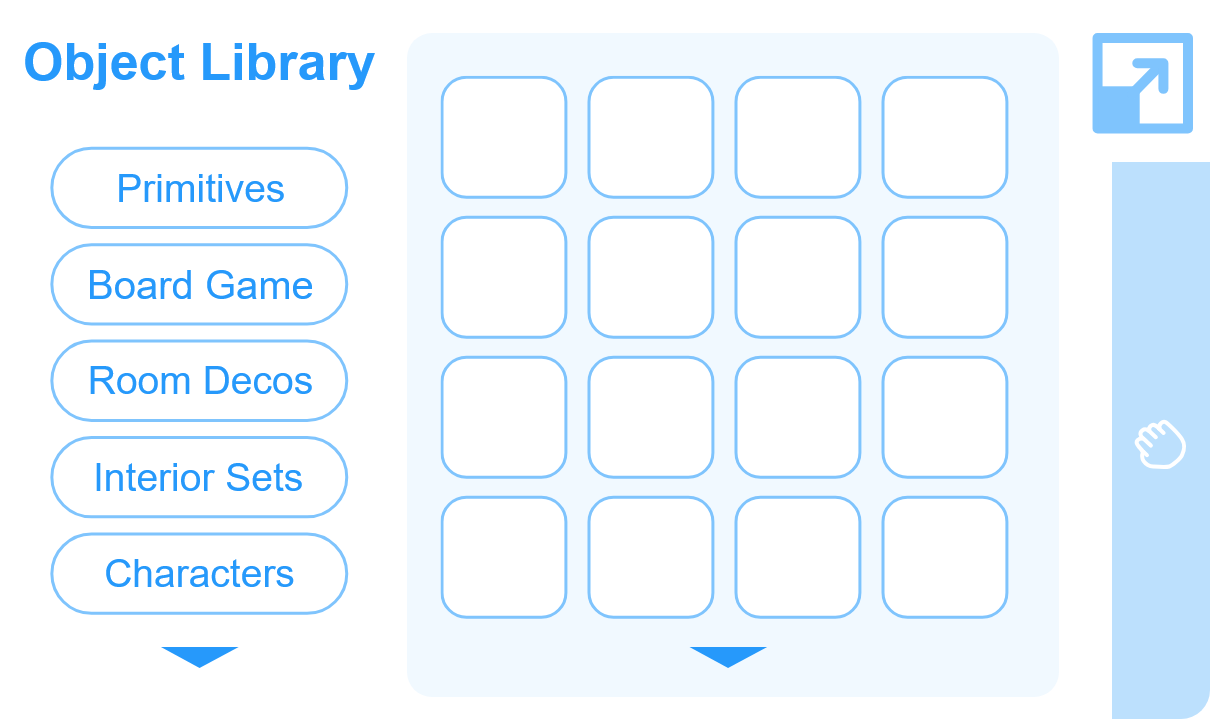 Object Library
Primitives
Board Game
Room Decos
Interior Sets
Characters